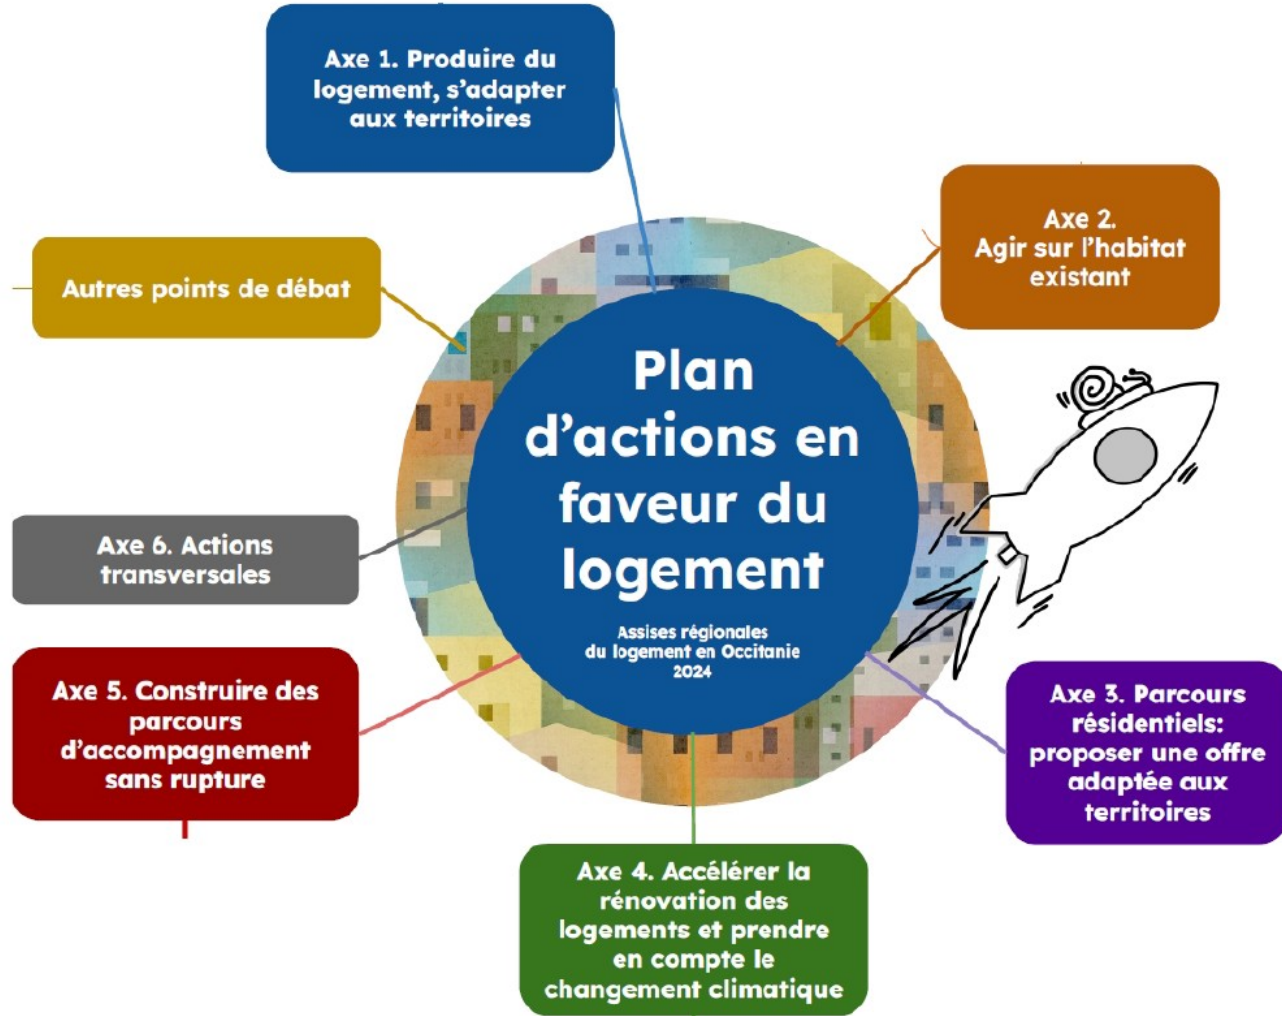 Axe 1. Produire du
logement, s'adapter
aux territoires
Axe 2.
Agir sur l'habitat
existant
Autres points de débat
Plan
d'actions en
faveur du
logement
Assises régionales
du logement en Occitanie
2024
Axe 6. Actions
transversales
Axe 5. Construire des
parcours
d'accompagnement
sans rupture
Axe 3. Parcours
résidentiels:
proposer une offre
adaptée aux
territoires
Axe 4. Accélérer la
rénovation des
logements et prendre
en compte le
changement climatique